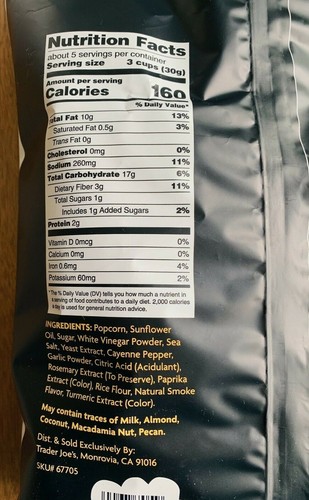 Nutrition Facts
about 5 servings per container
Serving size 3 cups (30g)
Amount per serving
Calories 160
% Daily Value*
Total Fat 10g 13%
Saturated Fat 0.5g 3%
Trans Fat 0g
Cholesterol 0mg 0%
Sodium 260mg 11%
Total Carbohydrate 17g 6%
Dietary Fiber 3g 11%
Total Sugars 1g
Includes 1g Added Sugars 2%
Protein 2g
Vitamin D 0mcg 0%
Calcium 0mg 0%
Iron 0.6mg 4%
Potassium 60mg 2%
* The % Daily Value (DV) tells you how much a nutrient in
a serving of food contributes to a daily diet. 2,000 calories
a day is used for general nutrition advice.
INGREDIENTS: Popcorn, Sunflower
Oil, Sugar, White Vinegar Powder, Sea
Salt, Yeast Extract, Cayenne Pepper,
Garlic Powder, Citric Acid (Acidulant),
Rosemary Extract (To Preserve), Paprika
Extract (Color), Rice Flour, Natural Smoke
Flavor, Turmeric Extract (Color).
May contain traces of Milk, Almond,
Coconut, Macadamia Nut, Pecan.
Dist. & Sold Exclusively By:
Trader Joe's, Monrovia, CA 91016
SKU# 67705